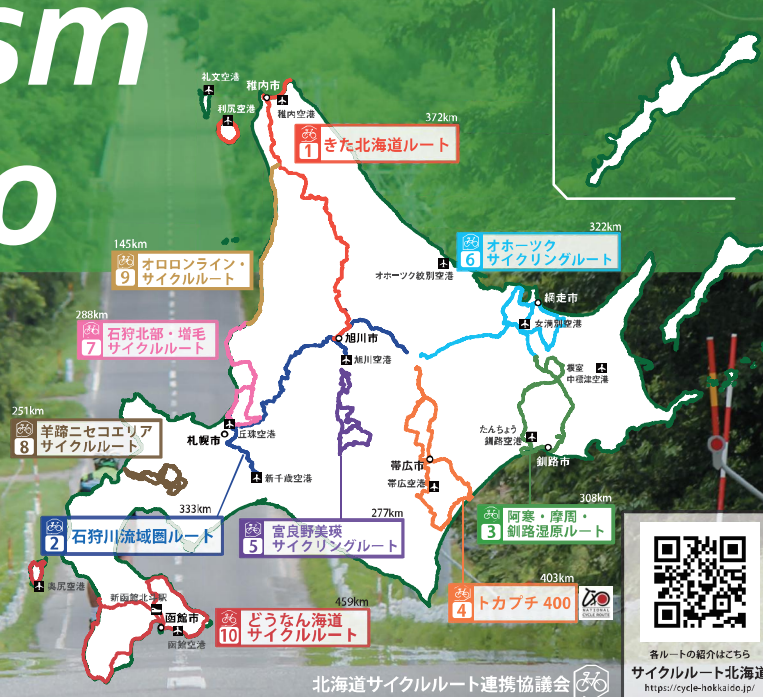 sm
o
礼文空港
稚内市
利尻空港
稚内空港
372km
1 きた北海道ルート
322km
6 オホーツク
サイクリングルート
145km
9 オロロンライン・
サイクルルート
オホーツク紋別空港
網走市
女満別空港
288km
7 石狩北部・増毛
サイクルルート
旭川市
旭川空港
根室
中標津空港
251km
8 羊蹄ニセコエリア
サイクルルート
札幌市
丘珠空港
たんちょう
釧路空港
釧路市
帯広市
帯広空港
新千歳空港
333km
2 石狩川流域圏ルート
277km
5 富良野美瑛
サイクリングルート
308km
3 阿寒・摩周・
釧路湿原ルート
403km
4 トカプチ 400
NATIONAL
CYCLE ROUTE
奥尻空港
新函館北斗駅
函館市
函館空港
459km
10 どうなん海道
サイクルルート
各ルートの紹介はこちら
サイクルルート北海道
https://cycle-hokkaido.jp/
北海道サイクルルート連携協議会